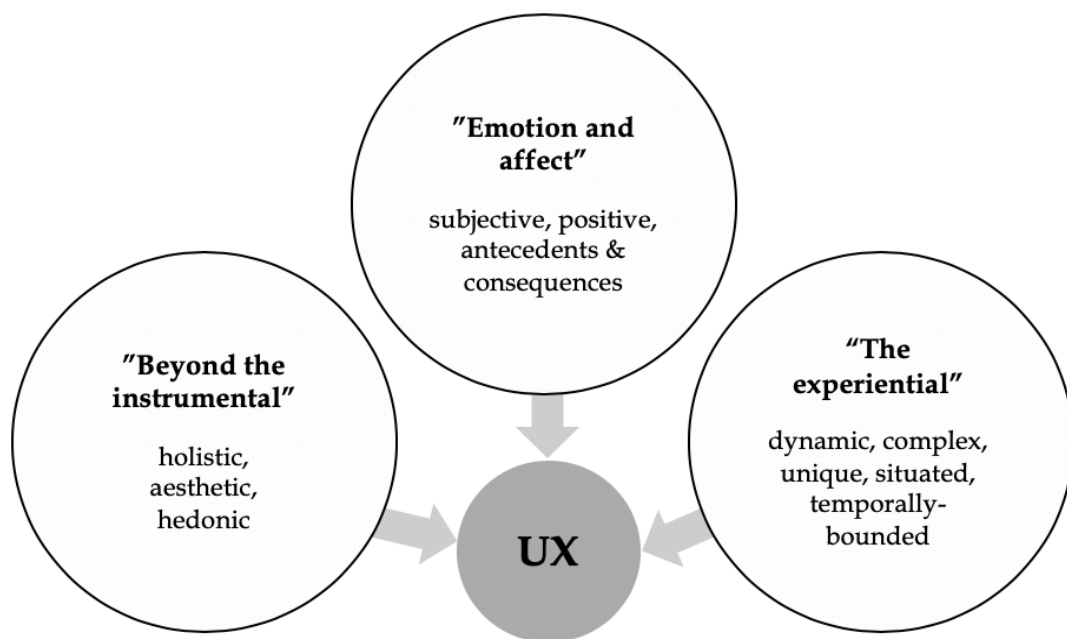 ”Emotion and
affect”
subjective, positive,
antecedents &
consequences
”Beyond the
instrumental”
holistic,
aesthetic,
hedonic
“The
experiential”
dynamic, complex,
unique, situated,
temporally-
bounded
UX